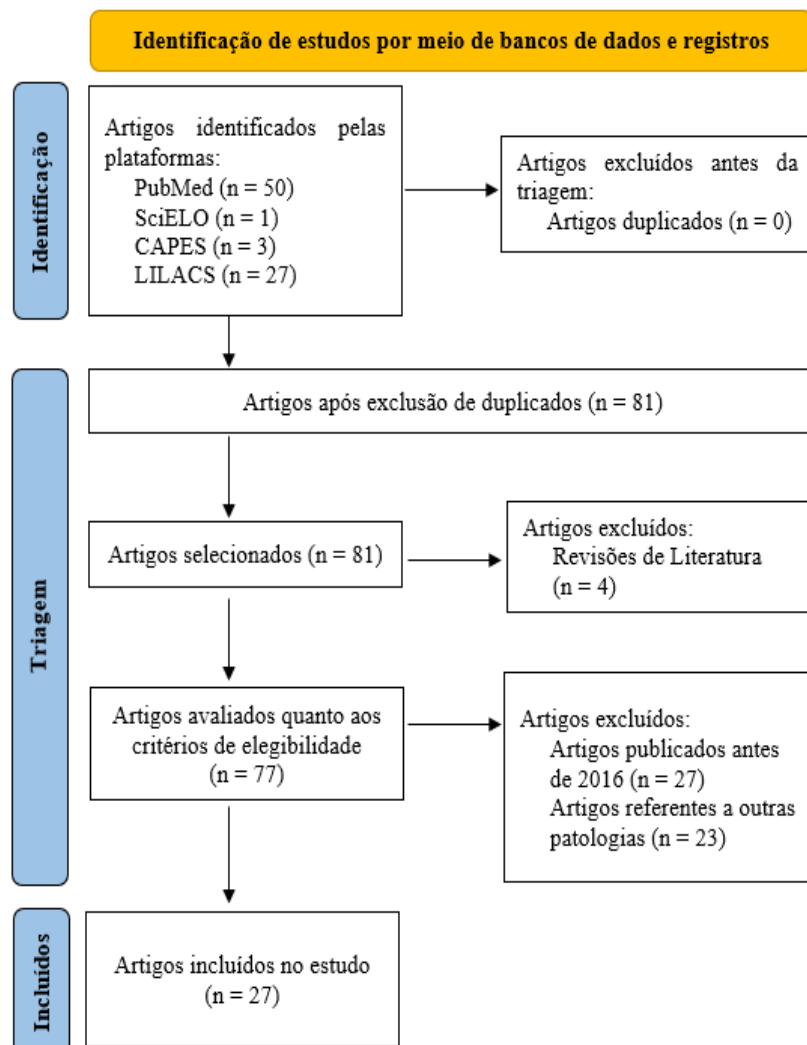 Identificação de estudos por meio de bancos de dados e registros
Identificação
Artigos identificados pelas
plataformas:
PubMed (n = 50)
SciELO (n = 1)
CAPES (n = 3)
LILACS (n = 27)
Artigos excluídos antes da
triagem:
Artigos duplicados (n = 0)
Triagem
Artigos após exclusão de duplicados (n = 81)
Artigos selecionados (n = 81)
Artigos excluídos:
Revisões de Literatura
(n = 4)
Artigos avaliados quanto aos
critérios de elegibilidade
(n = 77)
Artigos excluídos:
Artigos publicados antes
de 2016 (n = 27)
Artigos referentes a outras
patologias (n = 23)
Incluídos
Artigos incluídos no estudo
(n = 27)